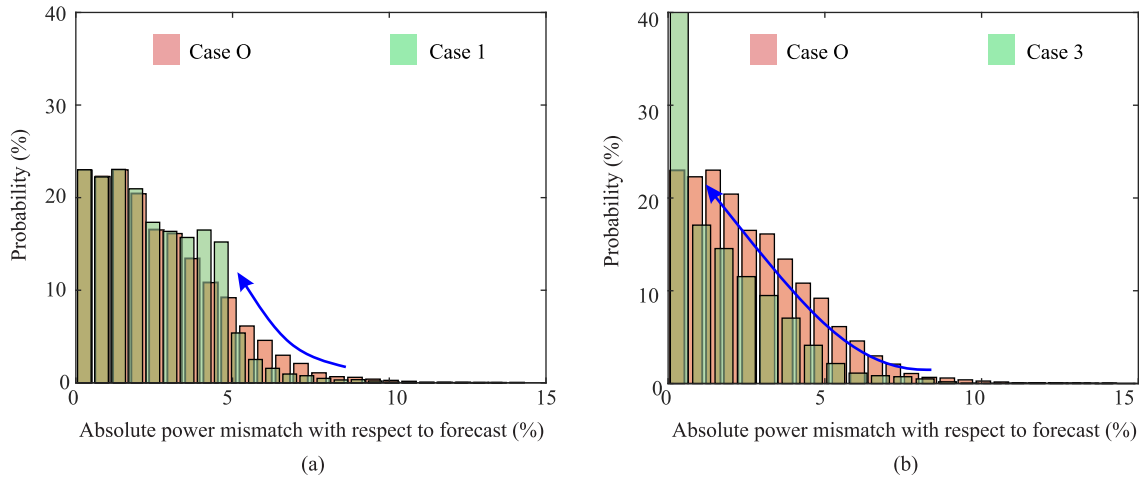 40
30
20
10
0
0
5
10
15
Probability (%)
Case O
Case 1
Absolute power mismatch with respect to forecast (%)
(a)
40
30
20
10
0
0
5
10
15
Probability (%)
Case O
Case 3
Absolute power mismatch with respect to forecast (%)
(b)